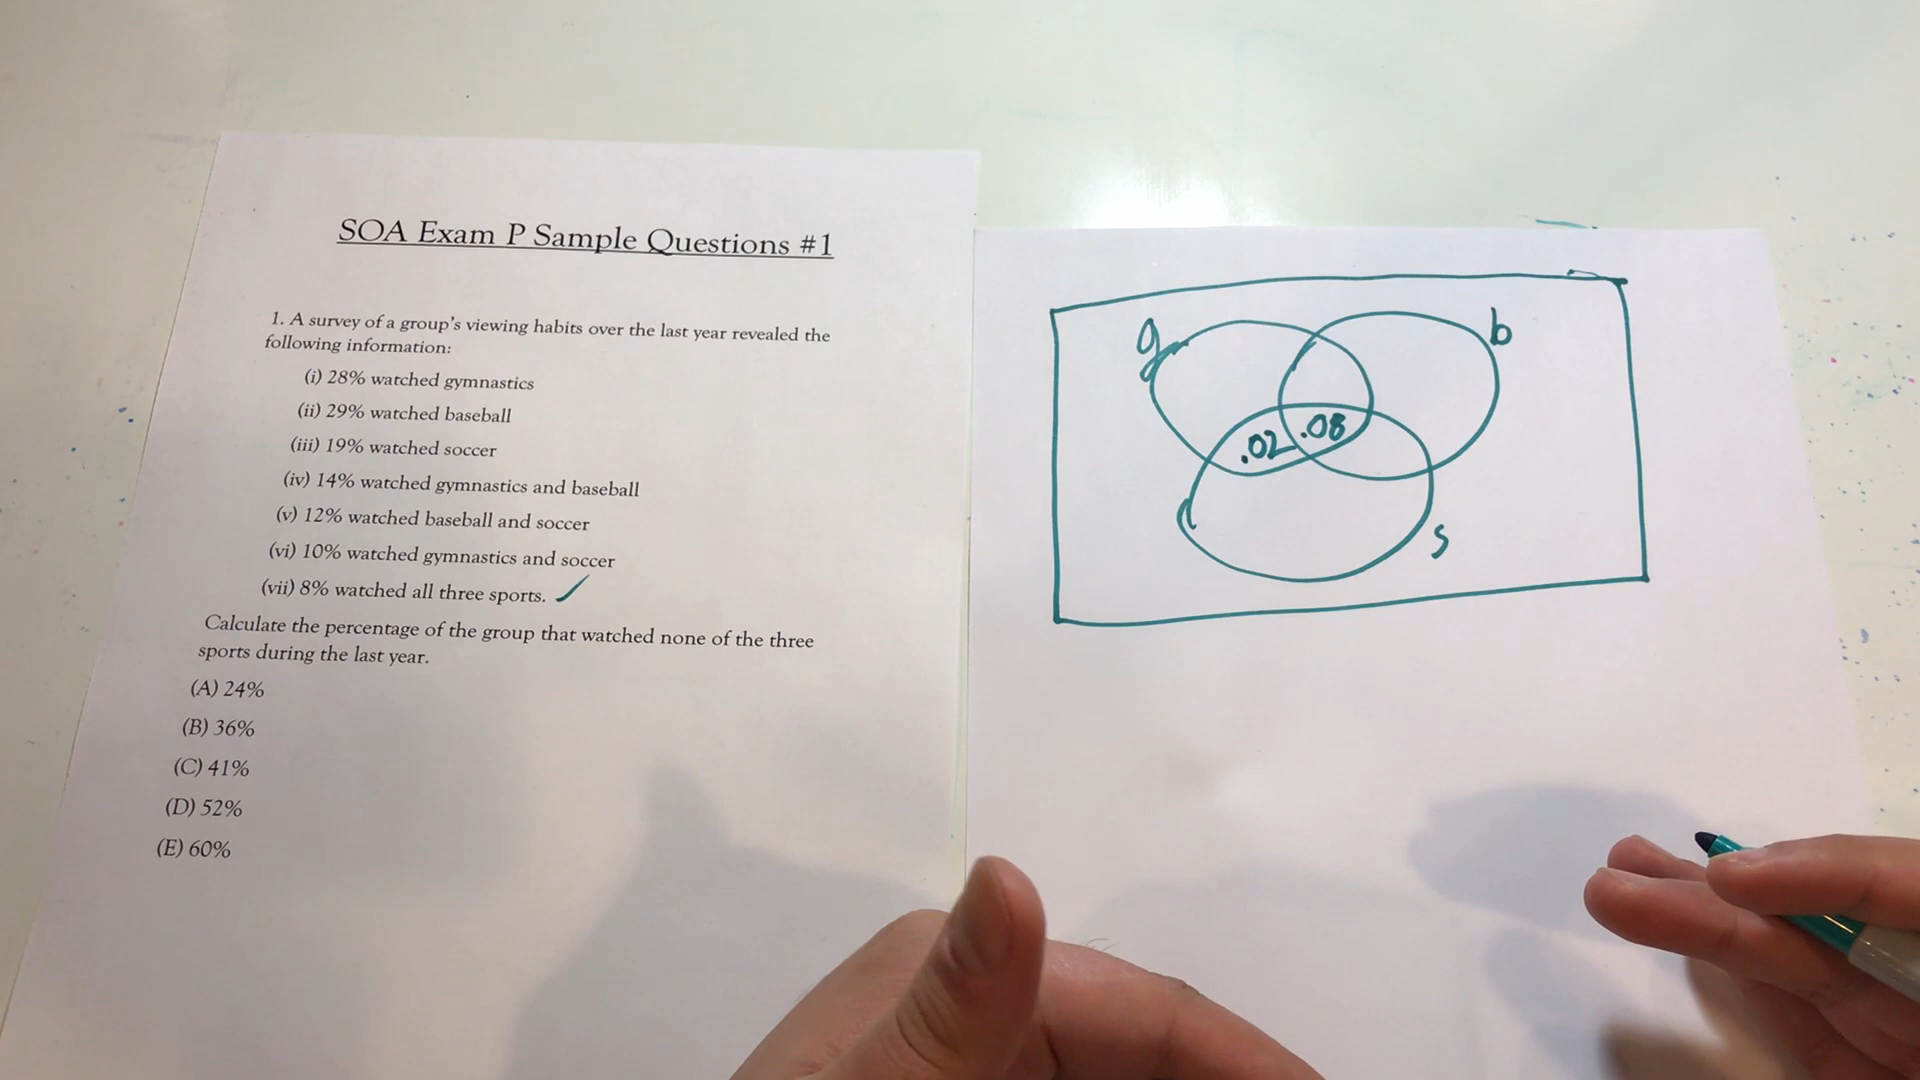 SOA Exam P Sample Questions #1
1. A survey of a group's viewing habits over the last year revealed the
following information:
(i) 28% watched gymnastics
(ii) 29% watched baseball
(iii) 19% watched soccer
(iv) 14% watched gymnastics and baseball
(v) 12% watched baseball and soccer
(vi) 10% watched gymnastics and soccer
(vii) 8% watched all three sports.
Calculate the percentage of the group that watched none of the three
sports during the last year.
(A) 24%
(B) 36%
(C) 41%
(D) 52%
(E) 60%
g
b
.02
.08
s